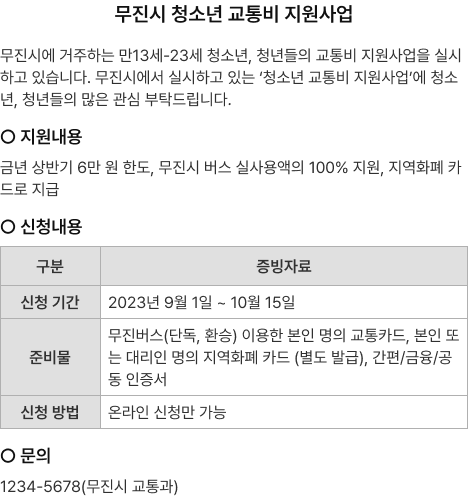 무진시 청소년 교통비 지원사업
무진시에 거주하는 만13세-23세 청소년, 청년들의 교통비 지원사업을 실시
하고 있습니다. 무진시에서 실시하고 있는 ‘청소년 교통비 지원사업’에 청소
년, 청년들의 많은 관심 부탁드립니다.
○ 지원내용
금년 상반기 6만 원 한도, 무진시 버스 실사용액의 100% 지원, 지역화폐 카
드로 지급
○ 신청내용
구분 증빙자료
신청 기간 2023년 9월 1일 ~ 10월 15일
준비물 무진버스(단독, 환승) 이용한 본인 명의 교통카드, 본인 또
는 대리인 명의 지역화폐 카드 (별도 발급), 간편/금융/공
동 인증서
신청 방법 온라인 신청만 가능
○ 문의
1234-5678(무진시 교통과)